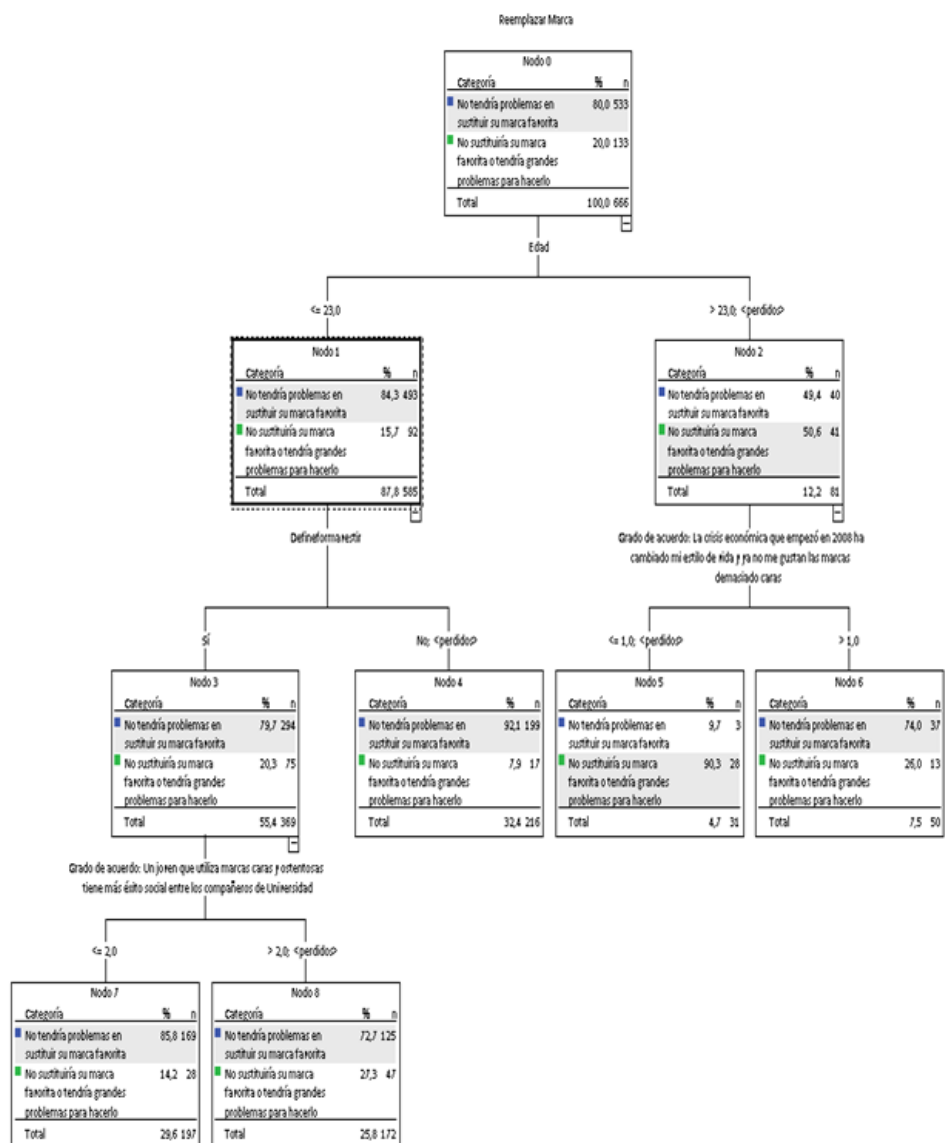 Reemplazar Marca
Nodo 0
Categoría % n
No tendría problemas en 80,0 533
sustituir su marca favorita
No sustituiría su marca 20,0 133
favorita o tendría grandes
problemas para hacerlo
Total 100,0 666
Edad
<= 23,0
> 23,0; <perdido>
Nodo 1
Categoría % n
No tendría problemas en 84,3 493
sustituir su marca favorita
No sustituiría su marca 15,7 92
favorita o tendría grandes
problemas para hacerlo
Total 87,8 585
Nodo 2
Categoría % n
No tendría problemas en 49,4 40
sustituir su marca favorita
No sustituiría su marca 50,6 41
favorita o tendría grandes
problemas para hacerlo
Total 12,2 81
Defineformavestir
Grado de acuerdo: La crisis económica que empezó en 2008 ha
cambiado mi estilo de vida y ya no me gustan las marcas
demasiado caras
Sí
No; <perdido>
<= 1,0; <perdido>
> 1,0
Nodo 3
Categoría % n
No tendría problemas en 79,7 294
sustituir su marca favorita
No sustituiría su marca 20,3 75
favorita o tendría grandes
problemas para hacerlo
Total 55,4 369
Nodo 4
Categoría % n
No tendría problemas en 92,1 199
sustituir su marca favorita
No sustituiría su marca 7,9 17
favorita o tendría grandes
problemas para hacerlo
Total 32,4 216
Nodo 5
Categoría % n
No tendría problemas en 9,7 3
sustituir su marca favorita
No sustituiría su marca 90,3 28
favorita o tendría grandes
problemas para hacerlo
Total 4,7 31
Nodo 6
Categoría % n
No tendría problemas en 74,0 37
sustituir su marca favorita
No sustituiría su marca 26,0 13
favorita o tendría grandes
problemas para hacerlo
Total 7,5 50
Grado de acuerdo: Un joven que utiliza marcas caras y ostentosas
tiene más éxito social entre los compañeros de Universidad
<= 2,0
> 2,0; <perdido>
Nodo 7
Categoría % n
No tendría problemas en 85,8 169
sustituir su marca favorita
No sustituiría su marca 14,2 28
favorita o tendría grandes
problemas para hacerlo
Total 29,6 197
Nodo 8
Categoría % n
No tendría problemas en 72,7 125
sustituir su marca favorita
No sustituiría su marca 27,3 47
favorita o tendría grandes
problemas para hacerlo
Total 25,8 172